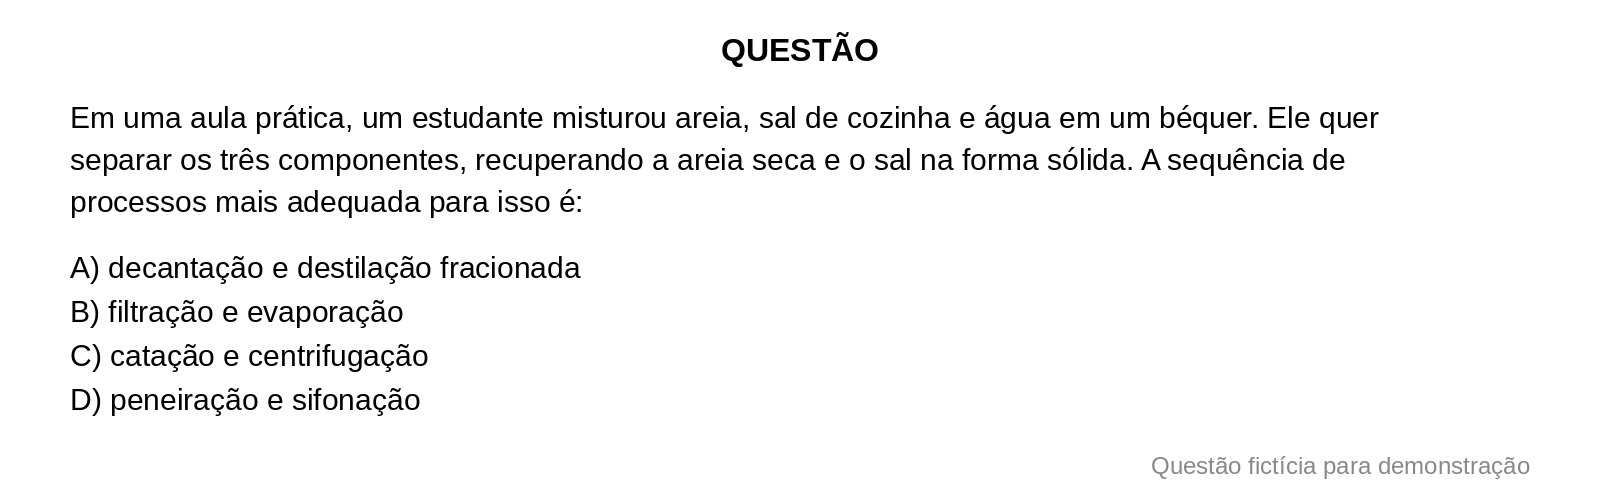 QUESTÃO
Em uma aula prática, um estudante misturou areia, sal de cozinha e água em um béquer. Ele quer
separar os três componentes, recuperando a areia seca e o sal na forma sólida. A sequência de
processos mais adequada para isso é:
A) decantação e destilação fracionada
B) filtração e evaporação
C) catação e centrifugação
D) peneiração e sifonação
Questão fictícia para demonstração